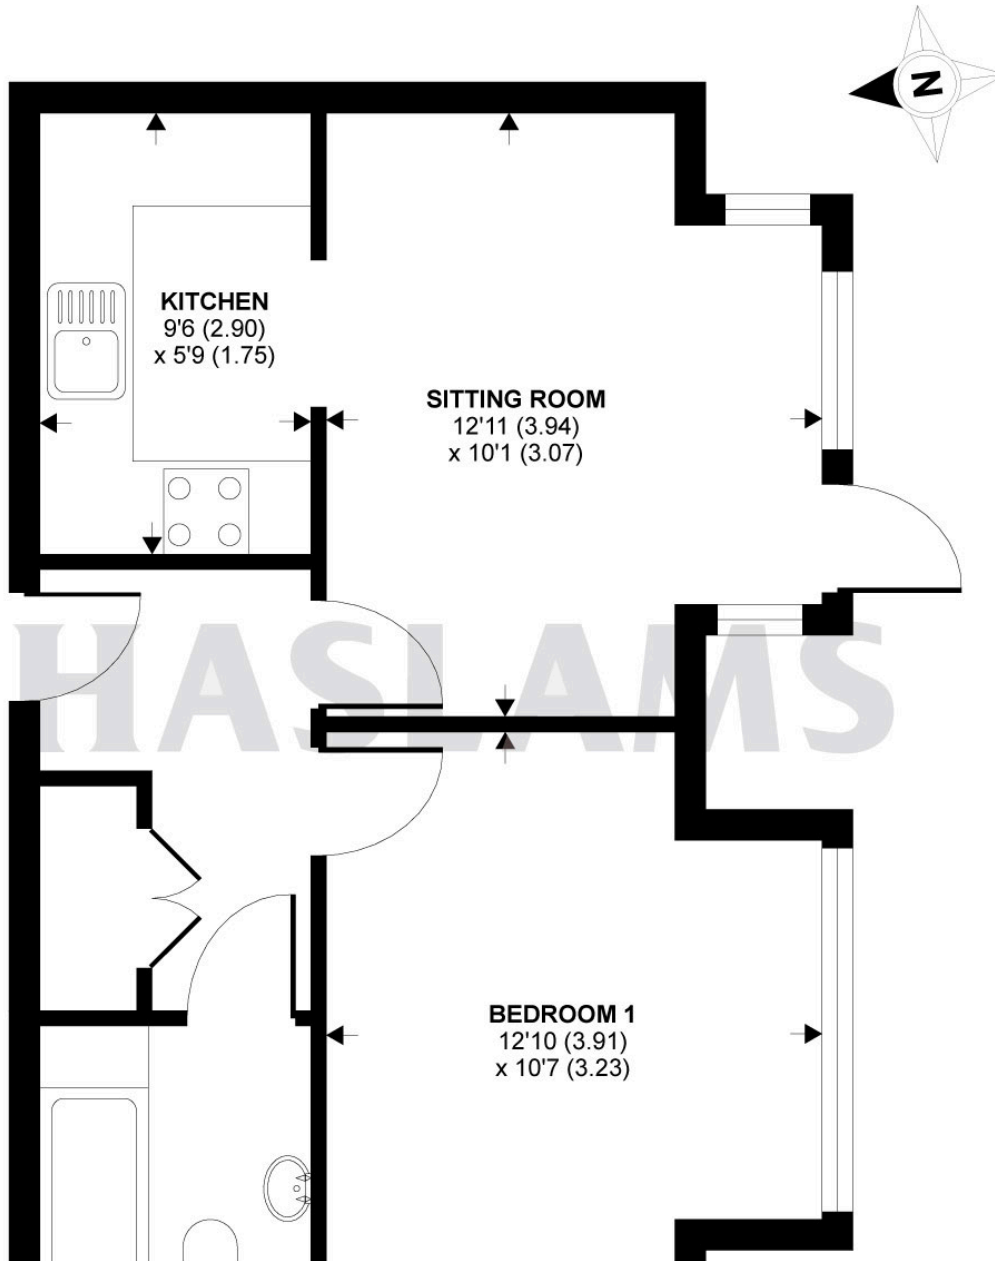 N
KITCHEN
9'6 (2.90)
x 5'9 (1.75)
SITTING ROOM
12'11 (3.94)
x 10'1 (3.07)
HASLAMS
BEDROOM 1
12'10 (3.91)
x 10'7 (3.23)